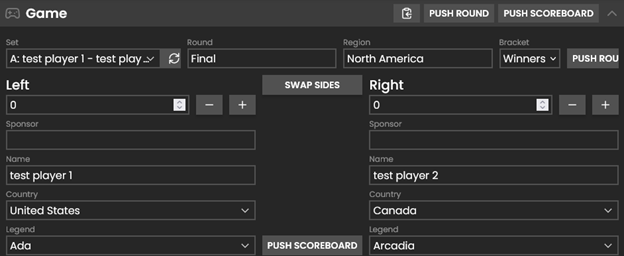 Game
PUSH ROUND
PUSH SCOREBOARD
Set
Round
Region
Bracket
A: test player 1 - test play...
Final
North America
Winners
PUSH ROU
Left
SWAP SIDES
Right
0
−
+
0
−
+
Sponsor
Sponsor
Name
Name
test player 1
test player 2
Country
Country
United States
Canada
Legend
Legend
Ada
PUSH SCOREBOARD
Arcadia